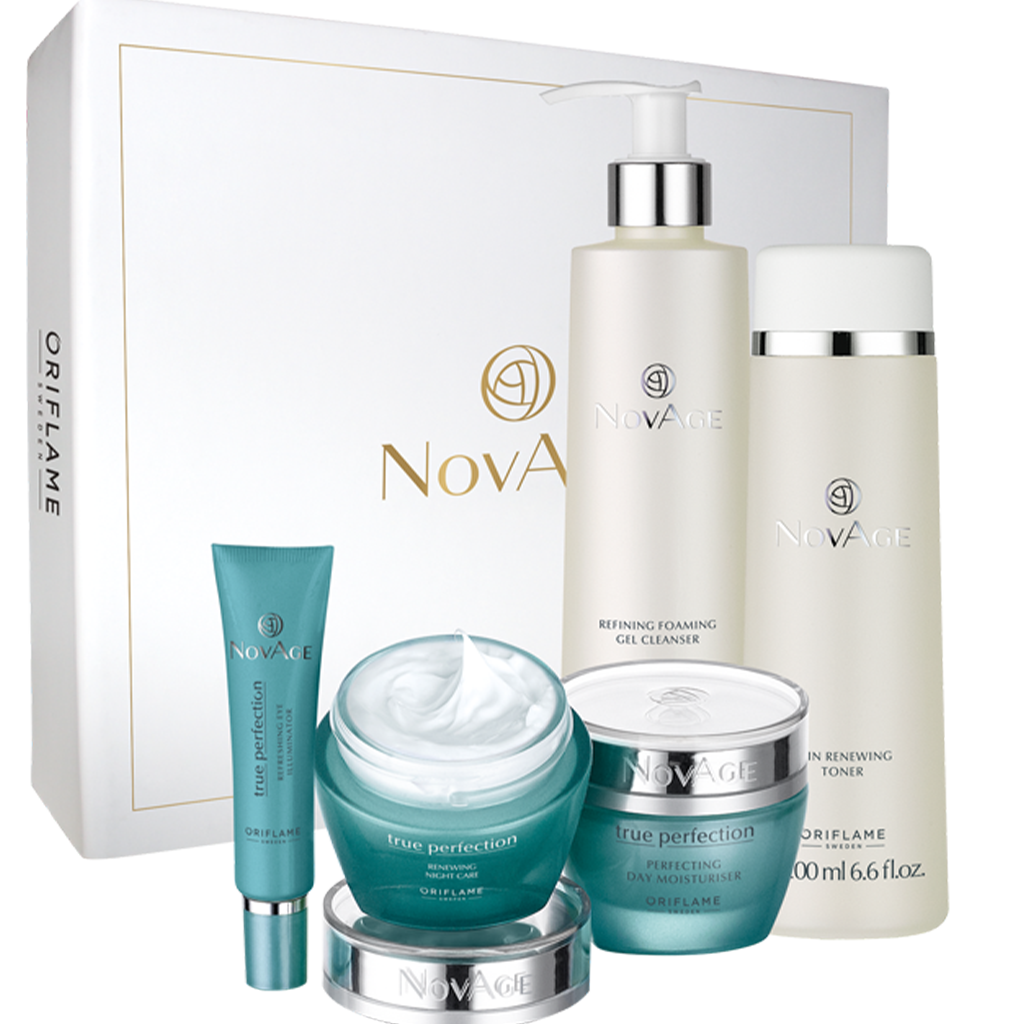 ORIFLAME
SWEDEN
NOVA
NOVAGE
REFINING FOAMING
GEL CLEANSER
NOVAGE
IN RENEWING
TONER
ORIFLAME
SWEDEN
00 ml 6.6 fl.oz.
NOVAGE
true perfection
REFRESHING EYE
ILLUMINATOR
ORIFLAME
SWEDEN
true perfection
RENEWING
NIGHT CARE
ORIFLAME
SWEDEN
NOVAGE
NOVAGE
true perfection
PERFECTING
DAY MOISTURISER
ORIFLAME
SWEDEN